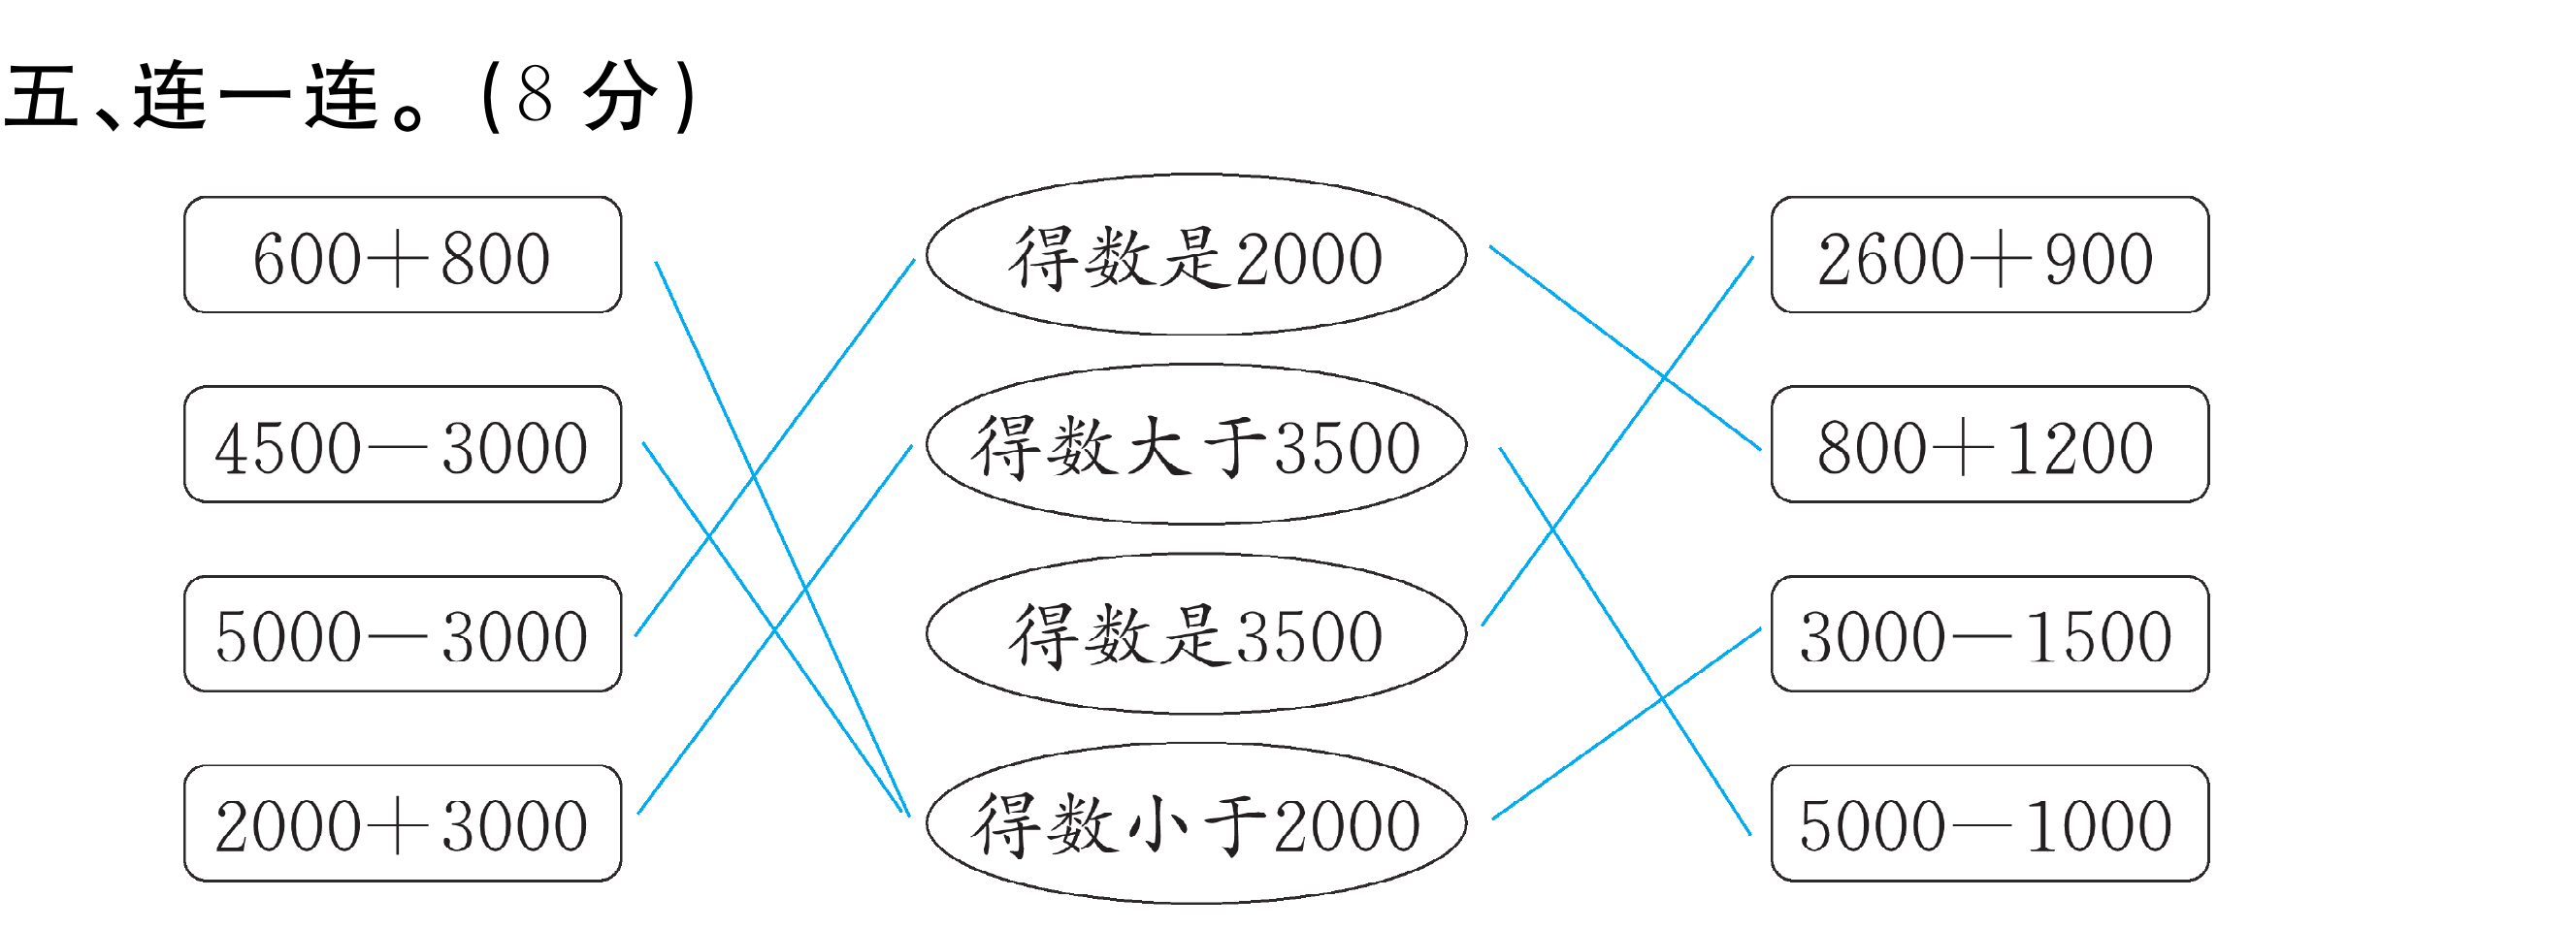 五、连一连。(8 分)
600+800 得数是2000 2600+900
4500−3000 得数大于3500 800+1200
5000−3000 得数是3500 3000−1500
2000+3000 得数小于2000 5000−1000